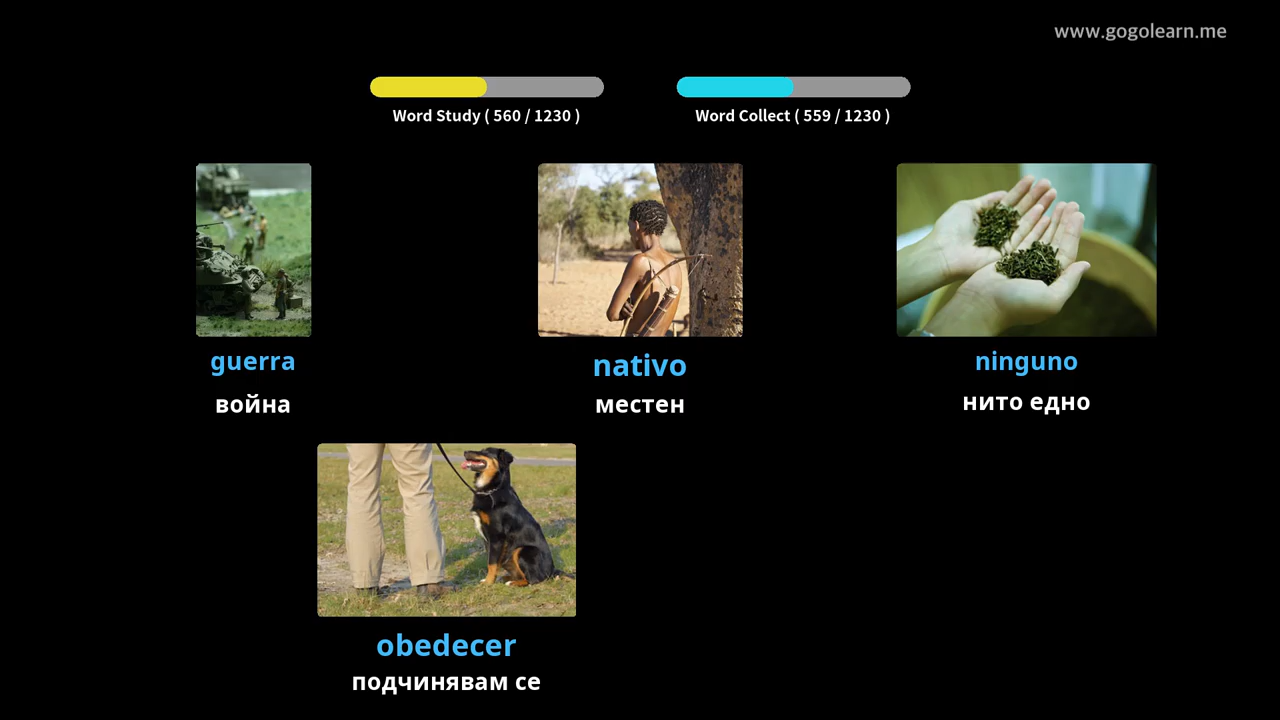 www.gogolearn.me
Word Study ( 560 / 1230 )
Word Collect ( 559 / 1230 )
guerra
война
nativo
местен
ninguno
нито едно
obedecer
подчинявам се